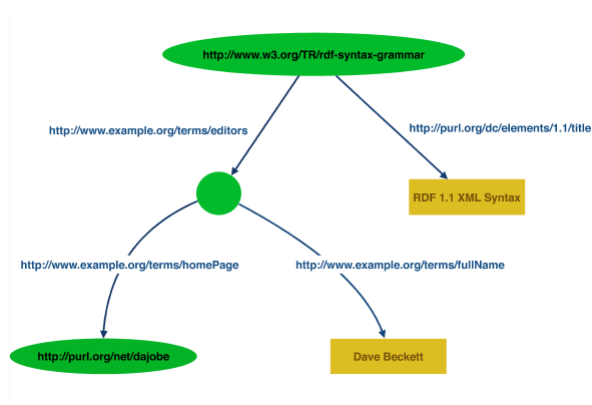 http://www.w3.org/TR/rdf-syntax-grammar
http://www.example.org/terms/editors
http://purl.org/dc/elements/1.1/title
RDF 1.1 XML Syntax
http://www.example.org/terms/homePage
http://www.example.org/terms/fullName
http://purl.org/net/dajobe
Dave Beckett